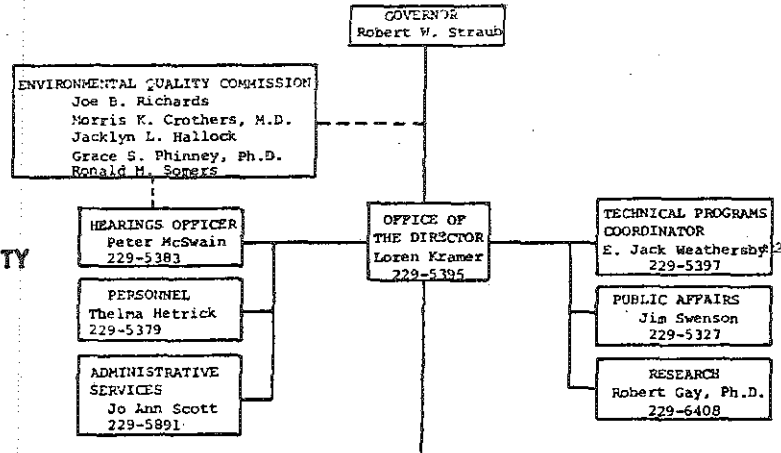 GOVERNOR
Robert W. Straub
ENVIRONMENTAL QUALITY COMMISSION
Joe B. Richards
Morris K. Crothers, M.D.
Jacklyn L. Hallock
Grace S. Phinney, Ph.D.
Ronald M. Somers
TY
HEARINGS OFFICER
Peter McSwain
229-5383
PERSONNEL
Thelma Hetrick
229-5379
ADMINISTRATIVE
SERVICES
Jo Ann Scott
229-5891
OFFICE OF
THE DIRECTOR
Loren Kramer
229-5395
TECHNICAL PROGRAMS
COORDINATOR
E. Jack Weathersby
229-5397
PUBLIC AFFAIRS
Jim Swenson
229-5327
RESEARCH
Robert Gay, Ph.D.
229-6408